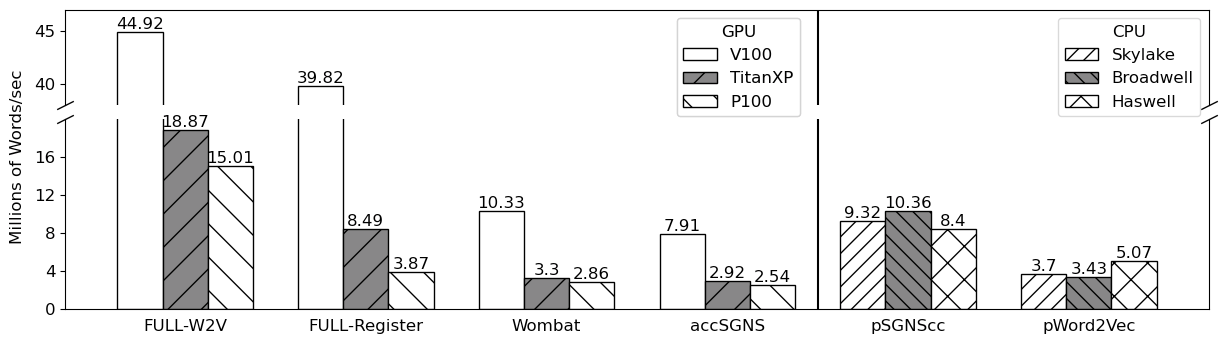 Millions of Words/sec
45
40
16
12
8
4
0
44.92
18.87
15.01
39.82
8.49
3.87
10.33
3.3
2.86
7.91
2.92
2.54
9.32
10.36
8.4
3.7
3.43
5.07
GPU
V100
TitanXP
P100
CPU
Skylake
Broadwell
Haswell
FULL-W2V
FULL-Register
Wombat
accSGNS
pSGNScc
pWord2Vec